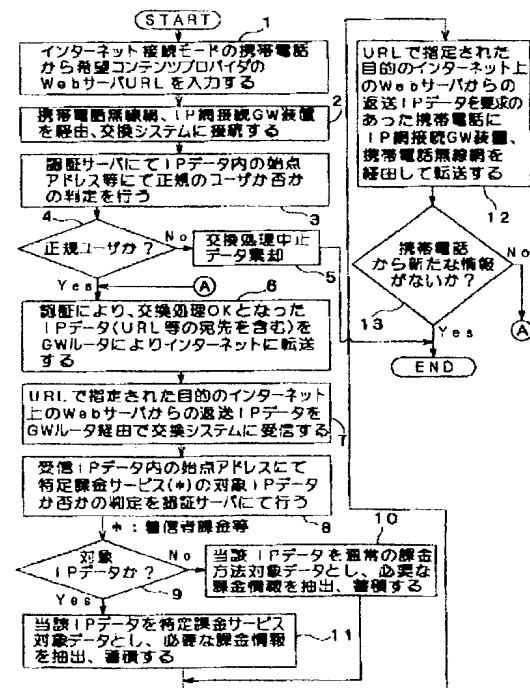 START
1
インターネット接続モードの携帯電話
から希望コンテンツプロバイダの
WebサーバURLを入力する
2
携帯電話無線網、IP網接続GW装置
を経由、交換システムに接続する
認証サーバにてIPデータ内の始点
アドレス等にて正規のユーザか否か
の判定を行う
3
4
正規ユーザか?
No
交換処理中止
データ棄却
5
Yes
A
6
認証により、交換処理OKとなった
IPデータ(URL等の宛先を含む)を
GWルータによりインターネットに転送
する
URLで指定された目的のインターネット
上のWebサーバからの返送IPデータを
GWルータ経由で交換システムに受信する
7
受信IPデータ内の始点アドレスにて
特定課金サービス(*)の対象IPデータ
か否かの判定を認証サーバにて行う
8
*:着信者課金等
対象
IPデータか?
9
No
10
当該IPデータを通常の課金
方法対象データとし、必要な
課金情報を抽出、蓄積する
Yes
当該IPデータを特定課金サービス
対象データとし、必要な課金情報
を抽出、蓄積する
11
URLで指定された
目的のインターネット上
のWebサーバからの
返送IPデータを要求の
あった携帯電話に
IP網接続GW装置、
携帯電話無線網を
経由して転送する
12
携帯電話
から新たな情報
がないか?
13
No
A
Yes
END